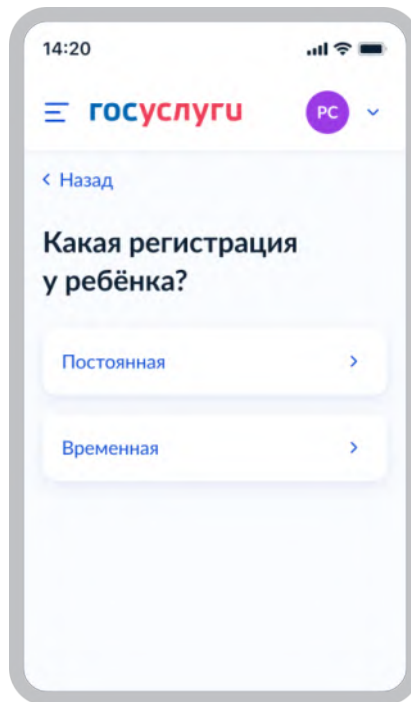 14:20
госуслуги
РС
Назад
Какая регистрация
у ребёнка?
Постоянная
Временная